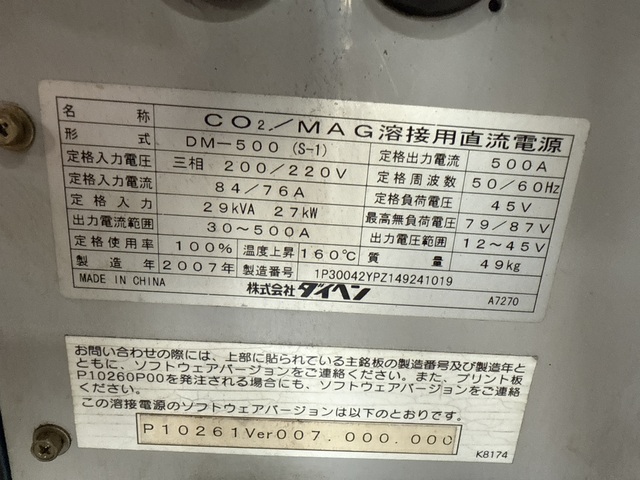 名称 CO2/MAG溶接用直流電源
形式 DM-500 (S-1) 定格出力電流 500A
定格入力電圧 三相 200/220V 定格周波数 50/60Hz
定格入力電流 84/76A 定格負荷電圧 45V
定格入力 29kVA 27kW 最高無負荷電圧 79/87V
出力電流範囲 30~500A 出力電圧範囲 12~45V
定格使用率 100% 温度上昇 160℃ 質量 49kg
製造年 2007年 製造番号 1P30042YPZ149241019
MADE IN CHINA 株式会社ダイヘン A7270
お問い合わせの際には、上部に貼られている主銘板の製造番号及び製造年と
ともに、ソフトウェアバージョンをご連絡ください。また、プリント板
P10260P00を発注される場合にも、ソフトウェアバージョンをご連絡
ください。
この溶接電源のソフトウェアバージョンは以下のとおりです。
P10261Ver007.000.000
K8174